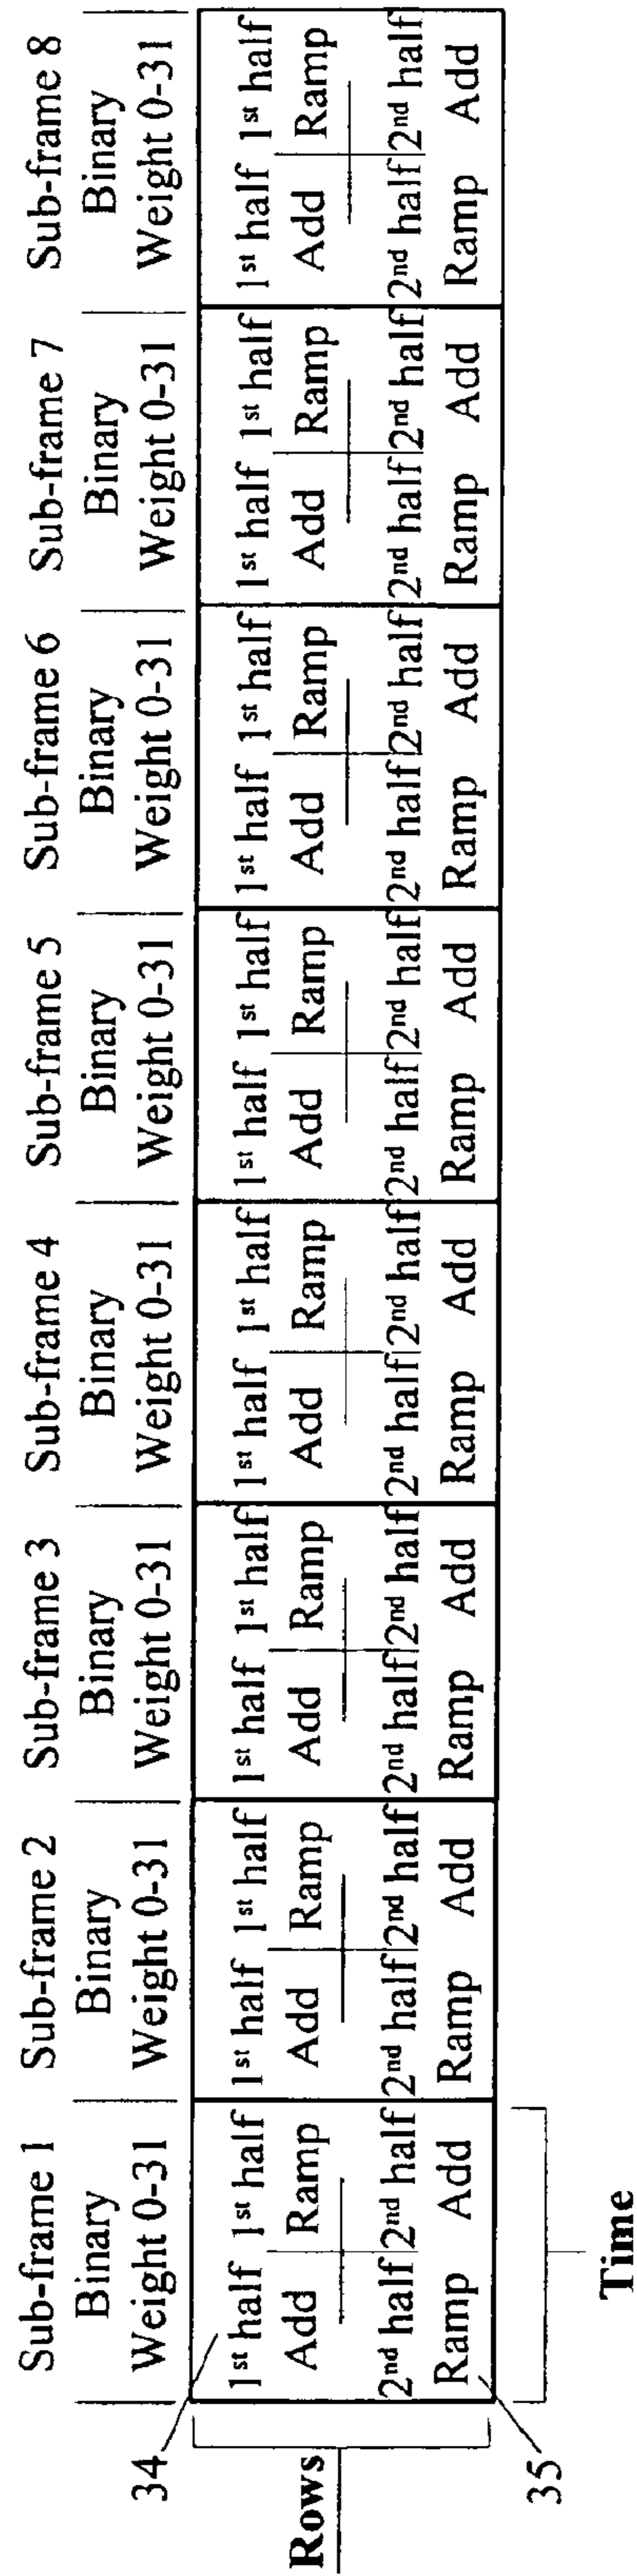 Sub-frame 1 Sub-frame 2 Sub-frame 3 Sub-frame 4 Sub-frame 5 Sub-frame 6 Sub-frame 7 Sub-frame 8
Binary Binary Binary Binary Binary Binary Binary Binary
Weight 0-31 Weight 0-31 Weight 0-31 Weight 0-31 Weight 0-31 Weight 0-31 Weight 0-31 Weight 0-31
34
1st half 1st half 1st half 1st half 1st half 1st half 1st half 1st half 1st half 1st half 1st half 1st half 1st half 1st half 1st half 1st half
Add Ramp Add Ramp Add Ramp Add Ramp Add Ramp Add Ramp Add Ramp Add Ramp
Rows
2nd half 2nd half 2nd half 2nd half 2nd half 2nd half 2nd half 2nd half 2nd half 2nd half 2nd half 2nd half 2nd half 2nd half 2nd half 2nd half
Ramp Add Ramp Add Ramp Add Ramp Add Ramp Add Ramp Add Ramp Add Ramp Add
35
Time